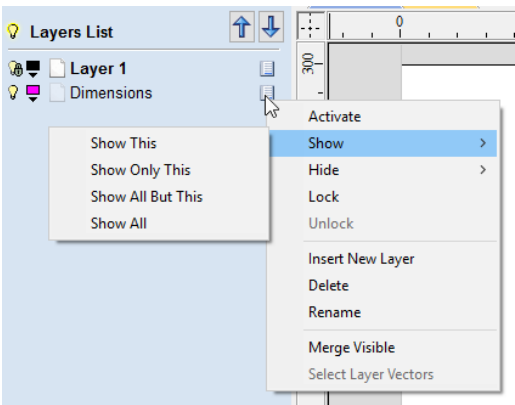 Layers List
0
300
Layer 1
Dimensions
Activate
Show
Hide
Lock
Unlock
Insert New Layer
Delete
Rename
Merge Visible
Select Layer Vectors
Show This
Show Only This
Show All But This
Show All